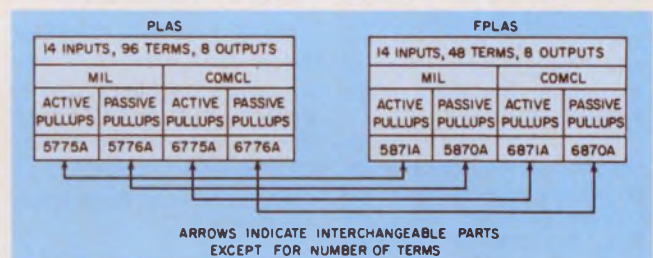 PLAS
14 INPUTS, 96 TERMS, 8 OUTPUTS
MIL COMCL
ACTIVE PULLUPS PASSIVE PULLUPS ACTIVE PULLUPS PASSIVE PULLUPS
5775A 5776A 6775A 6776A
FPLAS
14 INPUTS, 48 TERMS, 8 OUTPUTS
MIL COMCL
ACTIVE PULLUPS PASSIVE PULLUPS ACTIVE PULLUPS PASSIVE PULLUPS
5871A 5870A 6871A 6870A
ARROWS INDICATE INTERCHANGEABLE PARTS
EXCEPT FOR NUMBER OF TERMS